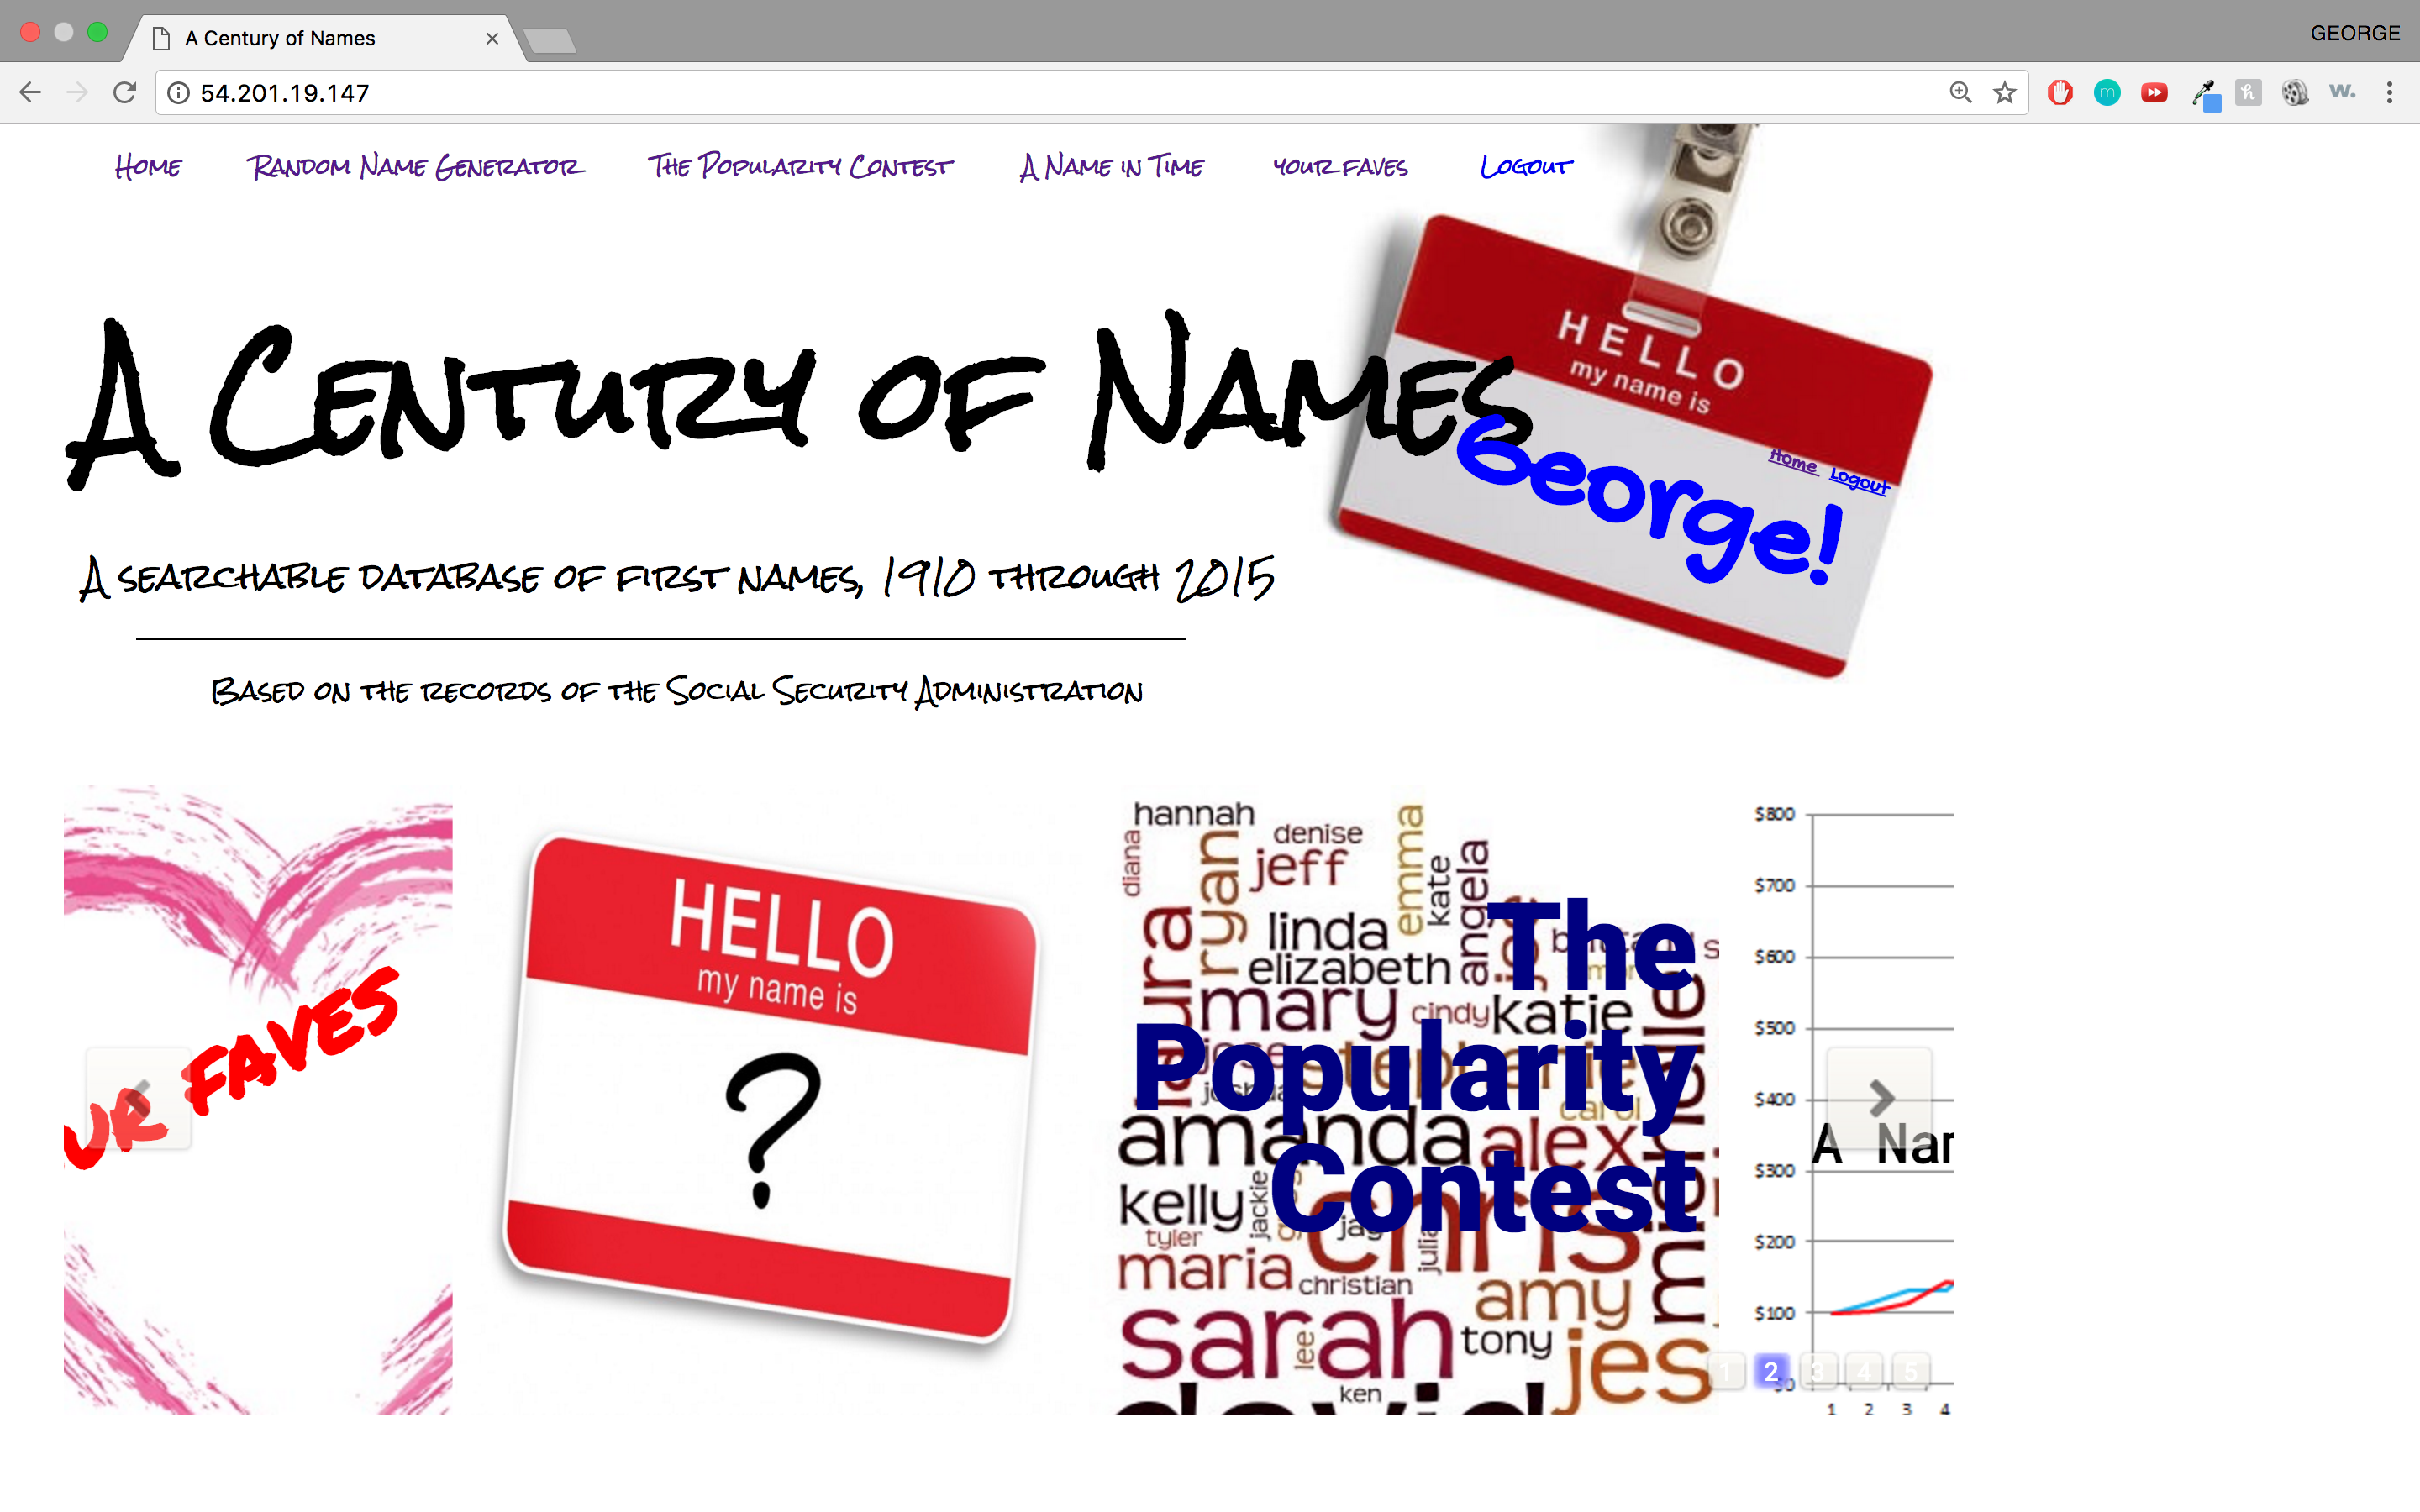 A Century of Names
GEORGE
54.201.19.147
Home Random Name Generator The Popularity Contest A Name in Time your faves Logout
HELLO
my name is
A Century of Names
Home Logout
George!
A searchable database of first names, 1910 through 2015
Based on the records of the Social Security Administration
UR FAVES
HELLO
my name is
?
The
Popularity
Contest
hannah
diana
ryan
denise
jeff
emma
kate
angela
laura
linda
elizabeth
mary
cindy
katie
stephanie
carol
amanda
alex
kelly
jackie
chris
julia
tyler
maria
christian
amy
sarah
lee
tony
jes
ken
david
$800
$700
$600
$500
$400
A Nam
$300
$200
$100
1 2 3 4 5
$0
1 2 3 4